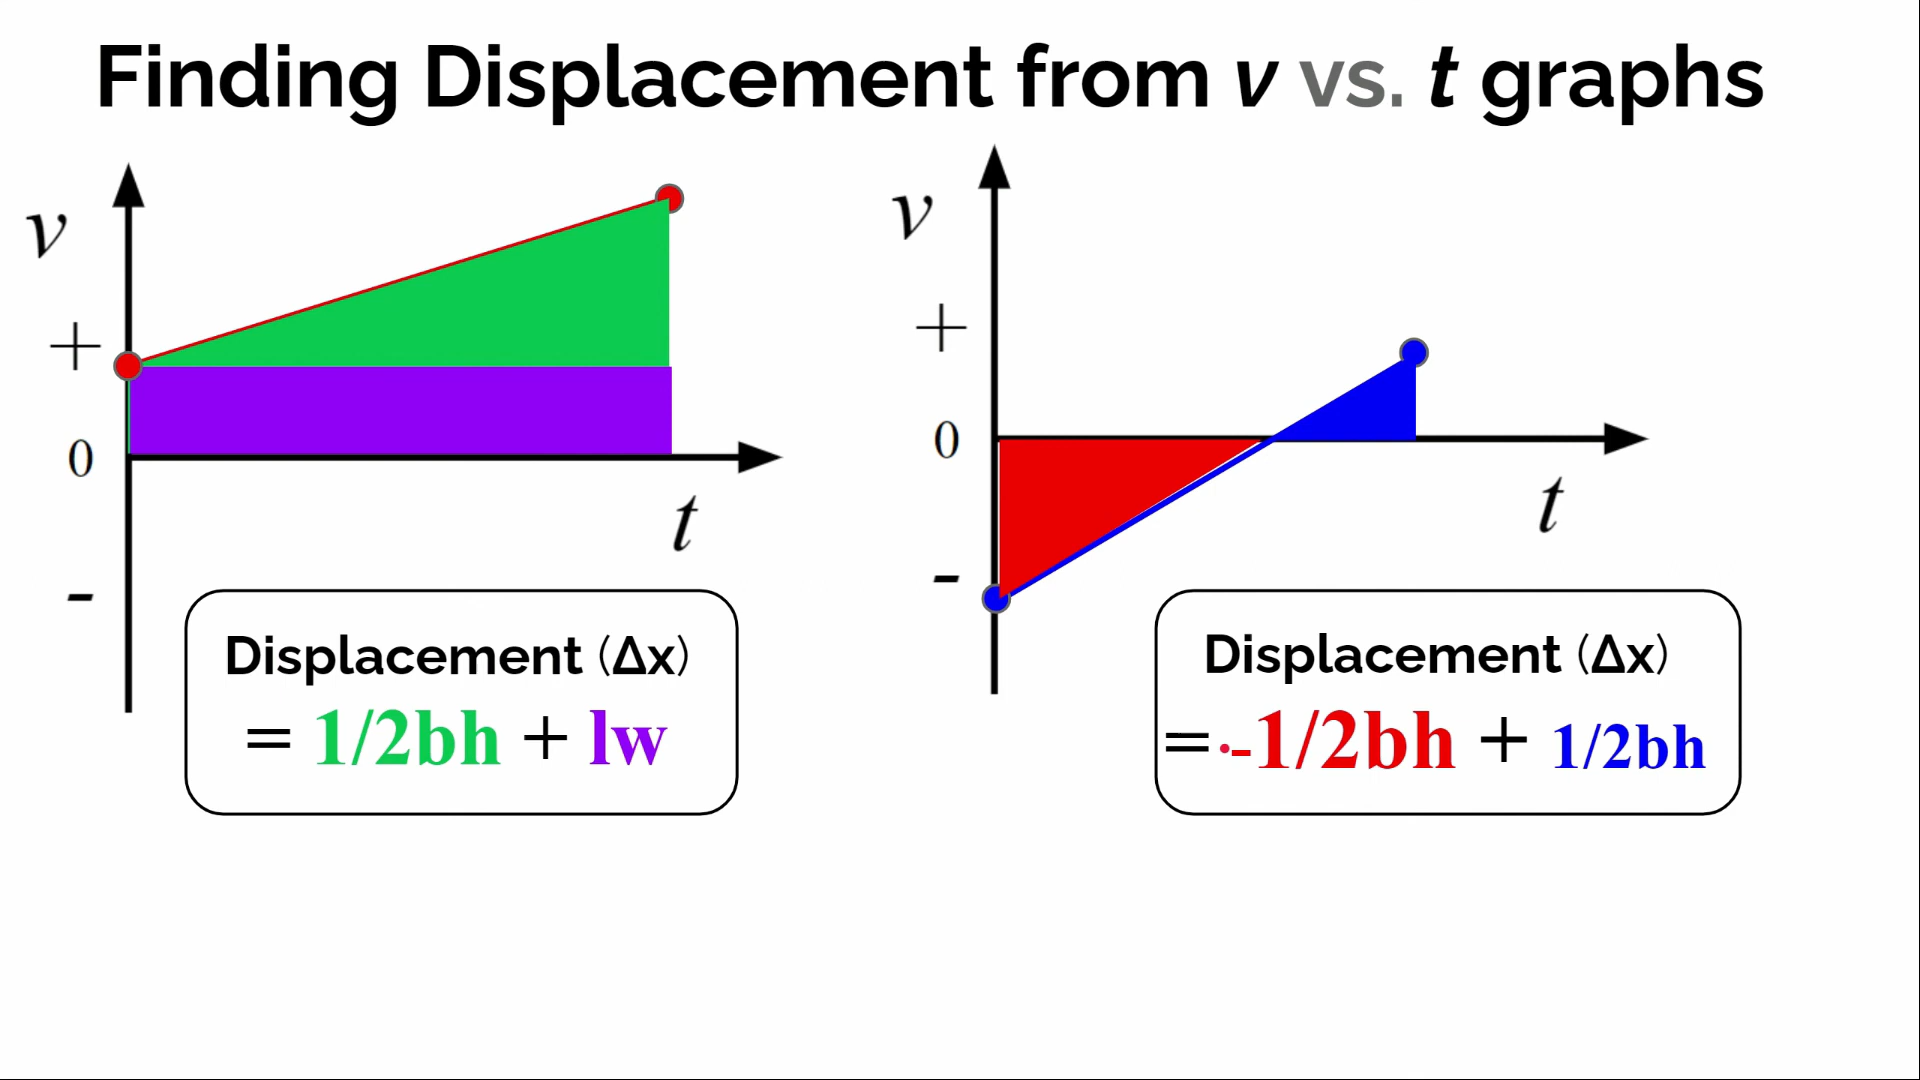 Finding Displacement from v vs. t graphs
v
+
0
-
t
Displacement (Δx)
= 1/2bh + lw
v
+
0
-
t
Displacement (Δx)
= -1/2bh + 1/2bh